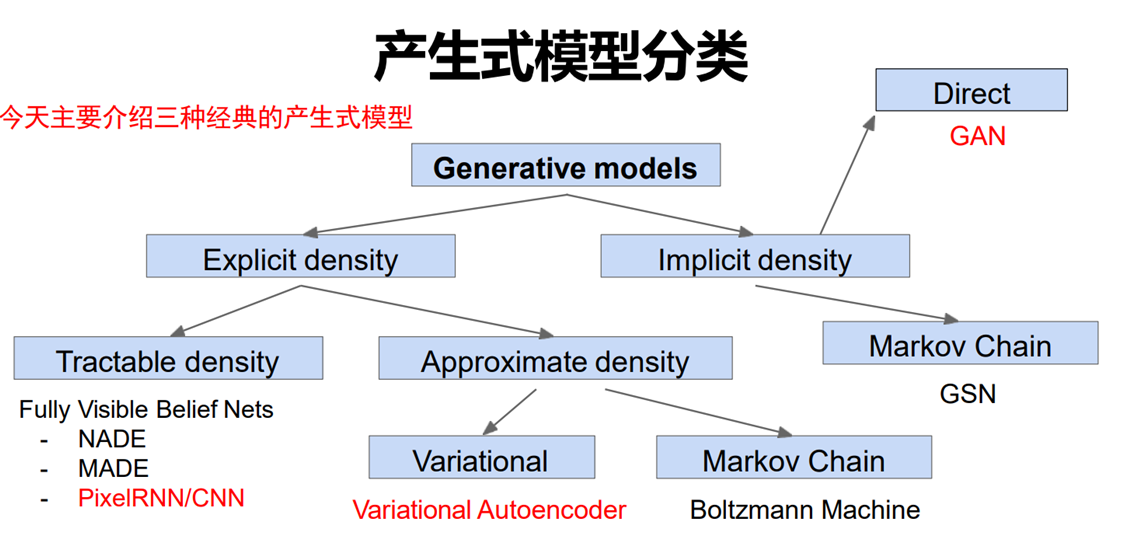 产生式模型分类
今天主要介绍三种经典的产生式模型
Direct
GAN
Generative models
Explicit density
Implicit density
Tractable density
Approximate density
Markov Chain
GSN
Fully Visible Belief Nets
- NADE
- MADE
- PixelRNN/CNN
Variational
Markov Chain
Variational Autoencoder
Boltzmann Machine